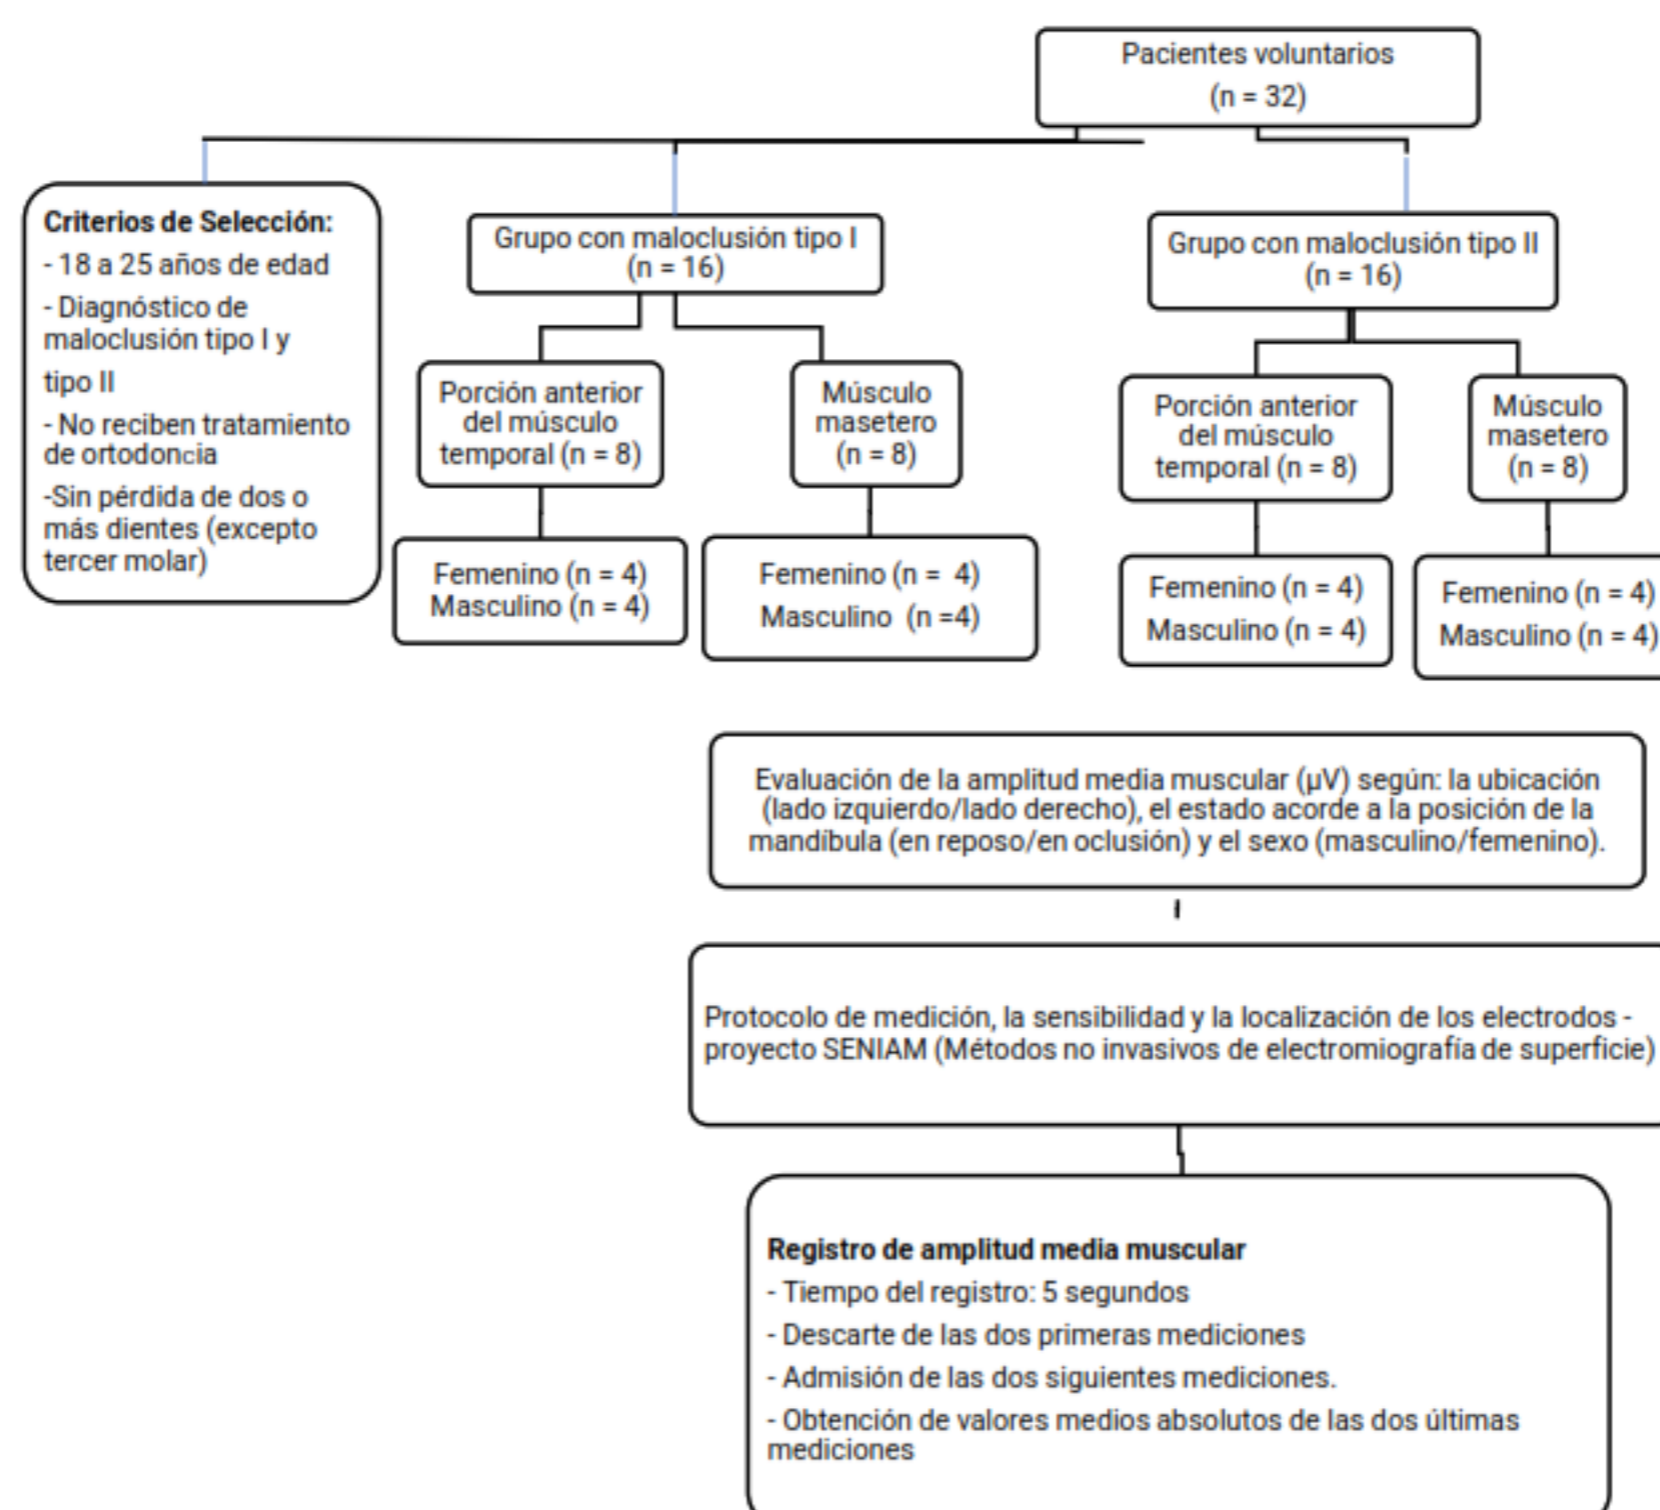 Pacientes voluntarios
(n = 32)
Criterios de Selección:
- 18 a 25 años de edad
- Diagnóstico de
maloclusión tipo I y
tipo II
- No reciben tratamiento
de ortodoncia
-Sin pérdida de dos o
más dientes (excepto
tercer molar)
Grupo con maloclusión tipo I
(n = 16)
Grupo con maloclusión tipo II
(n = 16)
Porción anterior
del músculo
temporal (n = 8)
Músculo
masetero
(n = 8)
Porción anterior
del músculo
temporal (n = 8)
Músculo
masetero
(n = 8)
Femenino (n = 4)
Masculino (n = 4)
Femenino (n =  4)
Masculino  (n =4)
Femenino (n = 4)
Masculino (n = 4)
Femenino (n = 4)
Masculino (n = 4)
Evaluación de la amplitud media muscular (µV) según: la ubicación
(lado izquierdo/lado derecho), el estado acorde a la posición de la
mandíbula (en reposo/en oclusión) y el sexo (masculino/femenino).
Protocolo de medición, la sensibilidad y la localización de los electrodos -
proyecto SENIAM (Métodos no invasivos de electromiografía de superficie)
Registro de amplitud media muscular
- Tiempo del registro: 5 segundos
- Descarte de las dos primeras mediciones
- Admisión de las dos siguientes mediciones.
- Obtención de valores medios absolutos de las dos últimas
mediciones